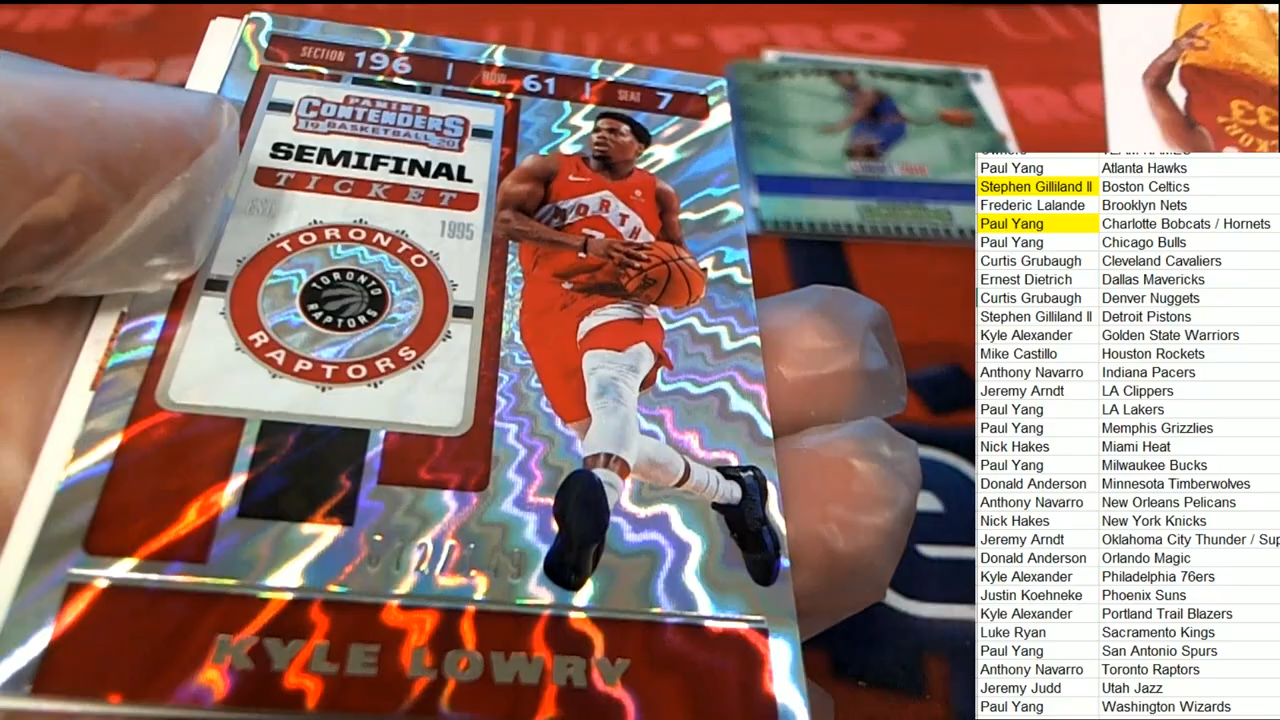 SECTION 196 | ROW 61 | SEAT 7
PANINI
CONTENDERS
19 BASKETBALL 20
SEMIFINAL
TICKET
1995
TORONTO
RAPTORS
TORONTO
RAPTORS
NORTH
KYLE LOWRY
PRO
33
Paul Yang Atlanta Hawks
Stephen Gilliland II Boston Celtics
Frederic Lalande Brooklyn Nets
Paul Yang Charlotte Bobcats / Hornets
Paul Yang Chicago Bulls
Curtis Grubaugh Cleveland Cavaliers
Ernest Dietrich Dallas Mavericks
Curtis Grubaugh Denver Nuggets
Stephen Gilliland II Detroit Pistons
Kyle Alexander Golden State Warriors
Mike Castillo Houston Rockets
Anthony Navarro Indiana Pacers
Jeremy Arndt LA Clippers
Paul Yang LA Lakers
Paul Yang Memphis Grizzlies
Nick Hakes Miami Heat
Paul Yang Milwaukee Bucks
Donald Anderson Minnesota Timberwolves
Anthony Navarro New Orleans Pelicans
Nick Hakes New York Knicks
Jeremy Arndt Oklahoma City Thunder / Sup
Donald Anderson Orlando Magic
Kyle Alexander Philadelphia 76ers
Justin Koehneke Phoenix Suns
Kyle Alexander Portland Trail Blazers
Luke Ryan Sacramento Kings
Paul Yang San Antonio Spurs
Anthony Navarro Toronto Raptors
Jeremy Judd Utah Jazz
Paul Yang Washington Wizards